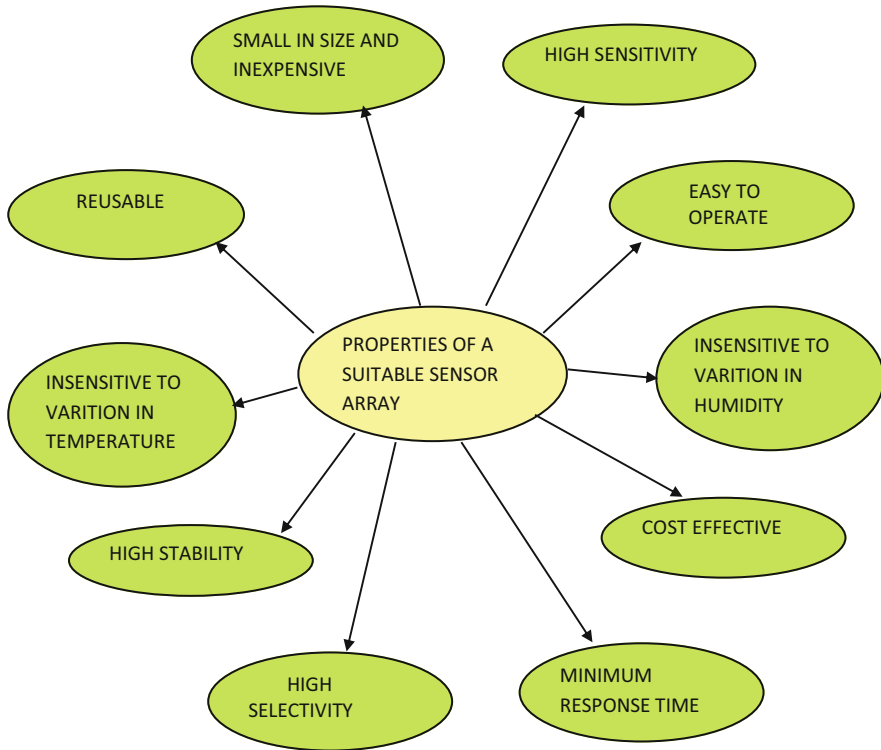 SMALL IN SIZE AND
INEXPENSIVE
HIGH SENSITIVITY
REUSABLE
EASY TO
OPERATE
PROPERTIES OF A
SUITABLE SENSOR
ARRAY
INSENSITIVE TO
VARITION IN
HUMIDITY
INSENSITIVE TO
VARITION IN
TEMPERATURE
COST EFFECTIVE
HIGH STABILITY
HIGH
SELECTIVITY
MINIMUM
RESPONSE TIME